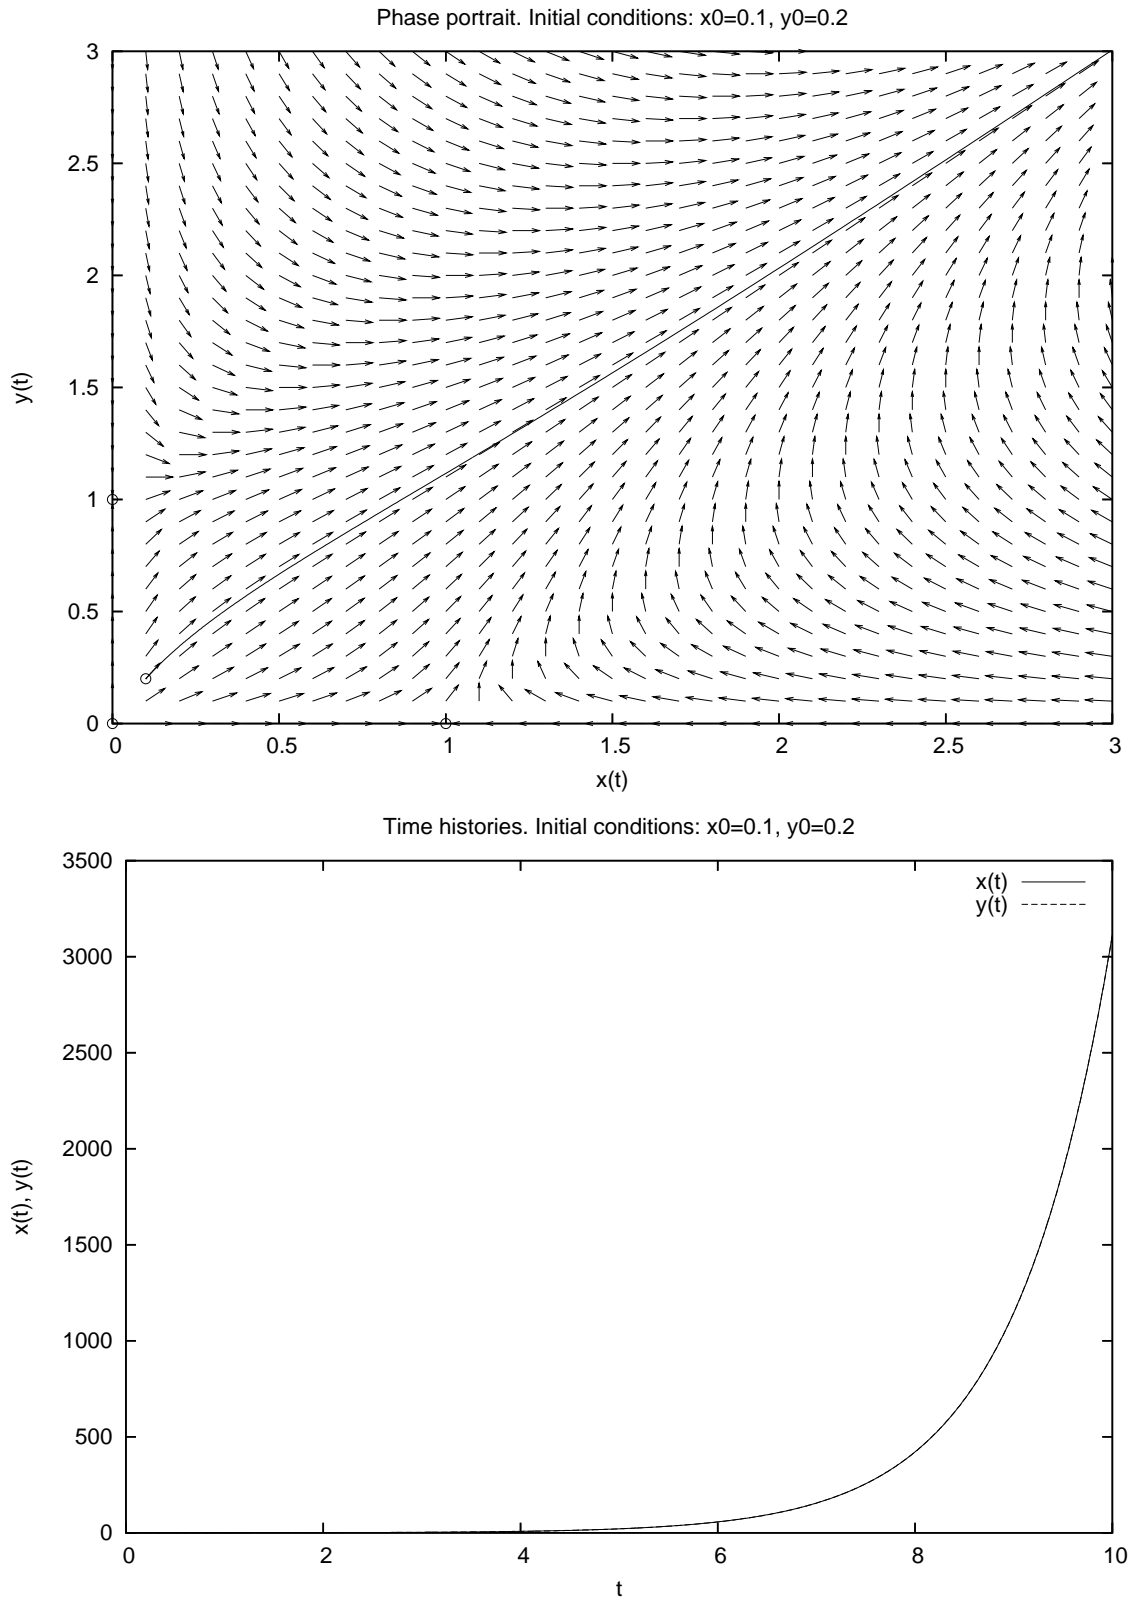 Phase portrait. Initial conditions: x0=0.1, y0=0.2
3
2.5
2
1.5
1
0.5
0
y(t)
0 0.5 1 1.5 2 2.5 3
x(t)
Time histories. Initial conditions: x0=0.1, y0=0.2
3500
3000
2500
2000
1500
1000
500
0
x(t), y(t)
x(t)
y(t)
0 2 4 6 8 10
t